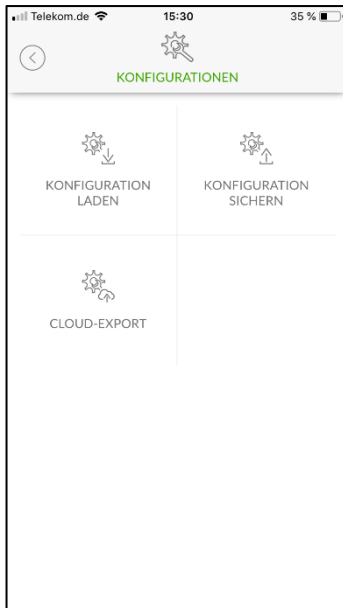 Telekom.de 15:30 35 %
KONFIGURATIONEN
KONFIGURATION
LADEN
KONFIGURATION
SICHERN
CLOUD-EXPORT